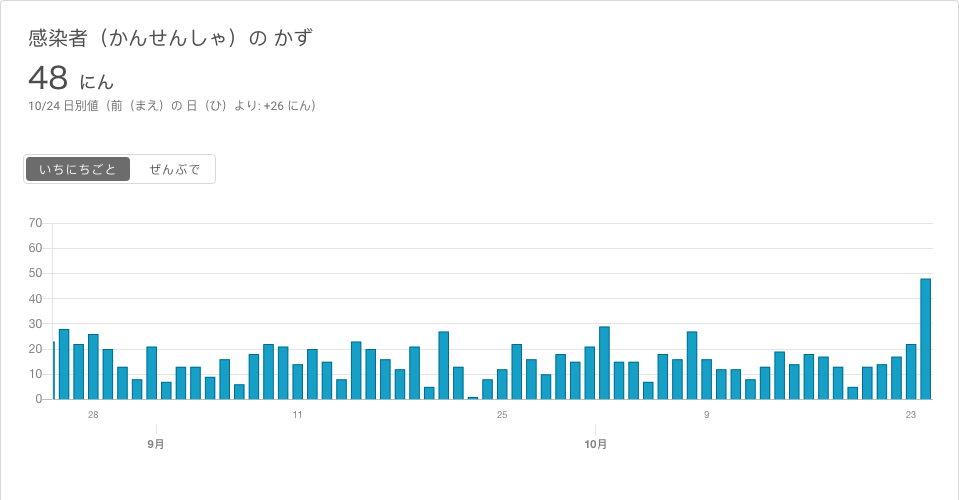 感染者（かんせんしゃ）の かず
48 にん
10/24 日別値（前（まえ）の 日（ひ）より: +26 にん）
いちにちごと ぜんぶで
70
60
50
40
30
20
10
0
28 11 25 9 23
9月 10月